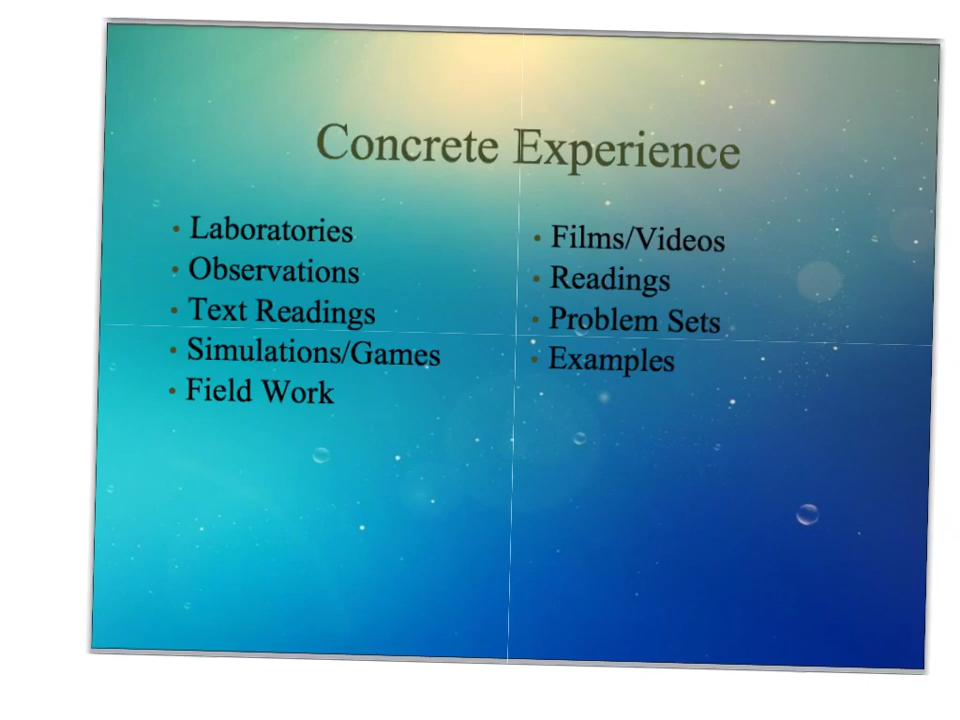 Concrete Experience
• Laboratories
• Observations
• Text Readings
• Simulations/Games
• Field Work
• Films/Videos
• Readings
• Problem Sets
• Examples